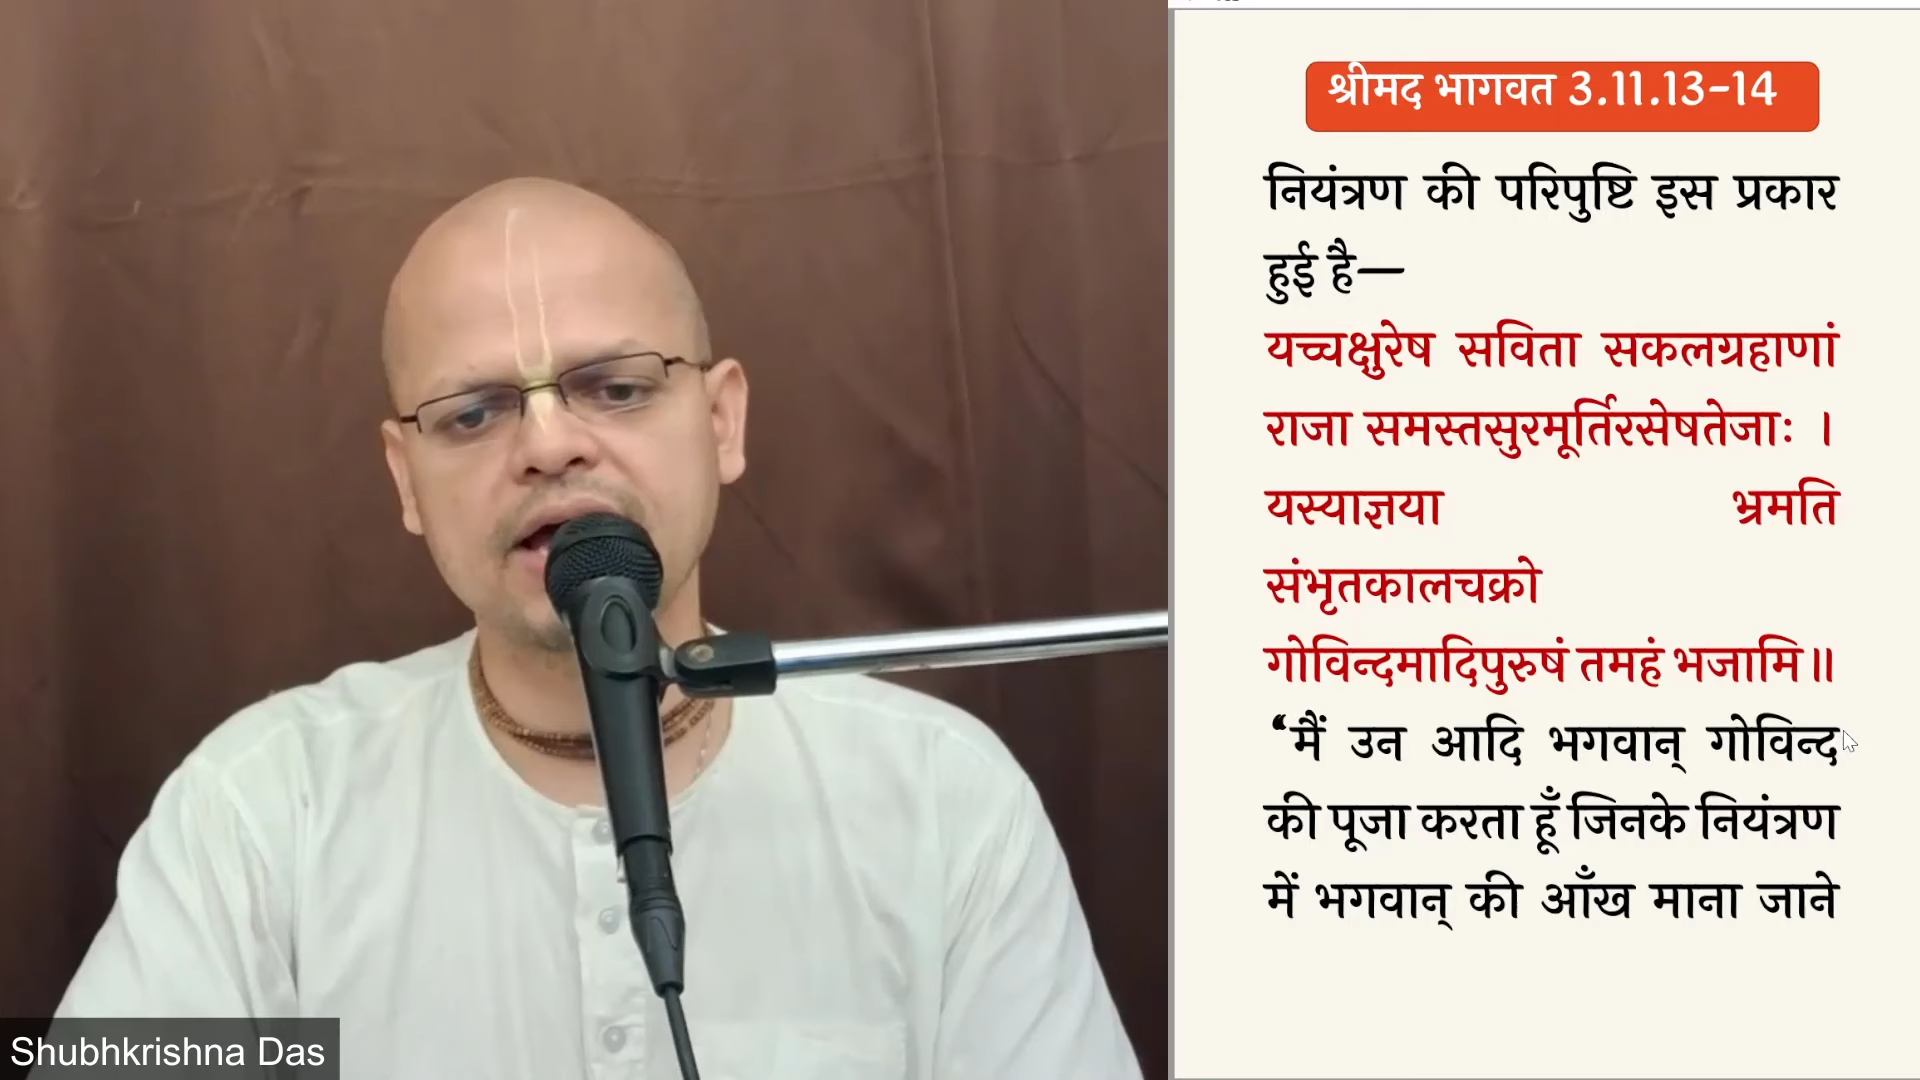 श्रीमद भागवत 3.11.13-14
नियंत्रण की परिपुष्टि इस प्रकार
हुई है—
यच्चक्षुरेष सविता सकलग्रहाणां
राजा समस्तसुरमूर्तिरसेषतेजाः ।
यस्याज्ञया भ्रमति
संभृतकालचक्रो
गोविन्दमादिपुरुषं तमहं भजामि॥
“मैं उन आदि भगवान् गोविन्द
की पूजा करता हूँ जिनके नियंत्रण
में भगवान् की आँख माना जाने
Shubhkrishna Das